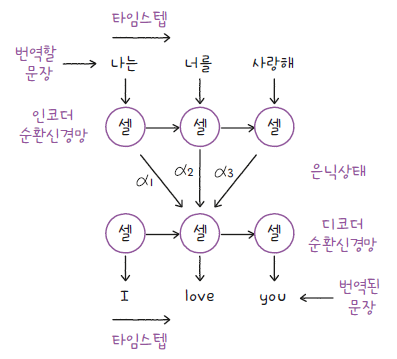 타임스텝
번역할
문장
나는 너를 사랑해
인코더
순환신경망
셀 셀 셀
α1 α2 α3
은닉상태
셀 셀 셀
디코더
순환신경망
I love you
번역된
문장
타임스텝